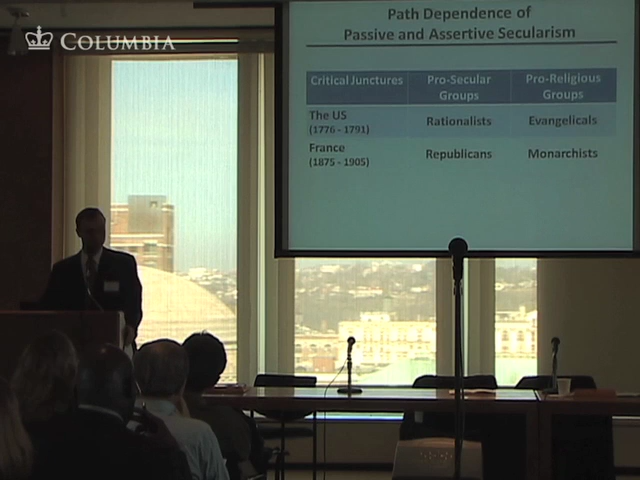 COLUMBIA
Path Dependence of
Passive and Assertive Secularism
Critical Junctures
Pro-Secular
Groups
Pro-Religious
Groups
The US
(1776 - 1791)
Rationalists
Evangelicals
France
(1875 - 1905)
Republicans
Monarchists